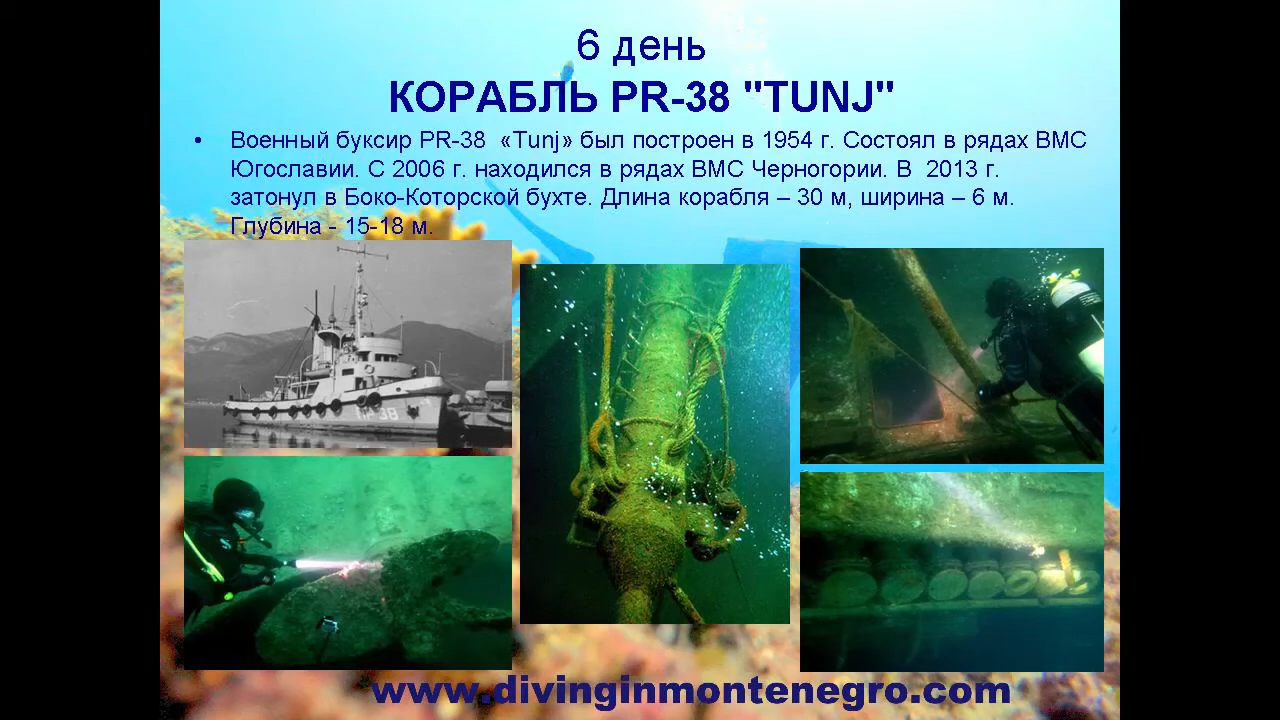 6 день
КОРАБЛЬ PR-38 "TUNJ"
• Военный буксир PR-38 «Tunj» был построен в 1954 г. Состоял в рядах ВМС
Югославии. С 2006 г. находился в рядах ВМС Черногории. В 2013 г.
затонул в Боко-Которской бухте. Длина корабля – 30 м, ширина – 6 м.
Глубина - 15-18 м.
www.divinginmontenegro.com